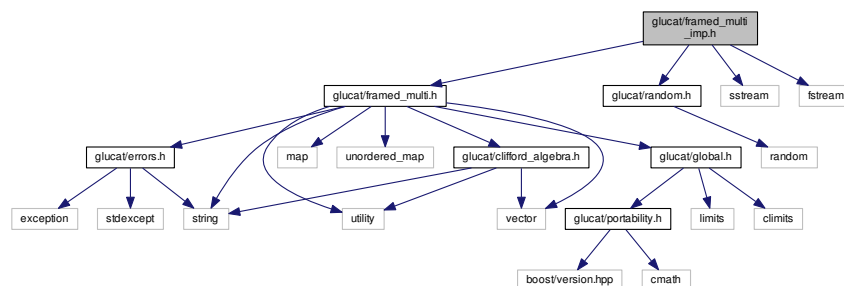 glucat/framed_multi
_imp.h
glucat/framed_multi.h
glucat/random.h
sstream
fstream
glucat/errors.h
map
unordered_map
glucat/clifford_algebra.h
glucat/global.h
random
exception
stdexcept
string
utility
vector
glucat/portability.h
limits
climits
boost/version.hpp
cmath